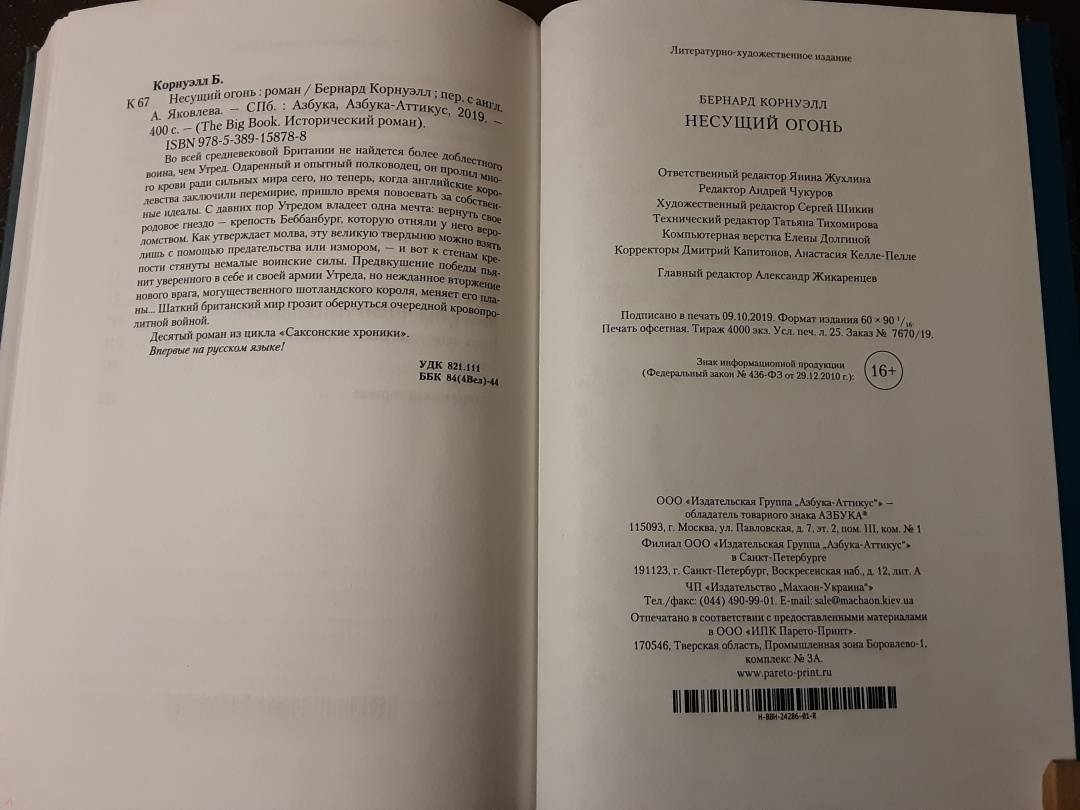 Корнуэлл Б.
К 67 Несущий огонь : роман / Бернард Корнуэлл ; пер. с англ.
А. Яковлева. — СПб. : Азбука, Азбука-Аттикус, 2019. —
400 с. — (The Big Book. Исторический роман).
ISBN 978-5-389-15878-8
Во всей средневековой Британии не найдется более доблестного
воина, чем Утред. Одаренный и опытный полководец, он пролил мно-
го крови ради сильных мира сего, но теперь, когда английские коро-
левства заключили перемирие, пришло время повоевать за собствен-
ные идеалы. С давних пор Утредом владеет одна мечта: вернуть свое
родовое гнездо — крепость Беббанбург, которую отняли у него веро-
ломством. Как утверждает молва, эту великую твердыню можно взять
лишь с помощью предательства или измором, — и вот к стенам кре-
пости стянуты немалые воинские силы. Предвкушение победы пья-
нит уверенного в себе и своей армии Утреда, но нежданное вторжение
нового врага, могущественного шотландского короля, меняет его пла-
ны... Шаткий британский мир грозит обернуться очередной кровопро-
литной войной.
Десятый роман из цикла «Саксонские хроники».
Впервые на русском языке!
УДК 821.111
ББК 84(4Вел)-44
Литературно-художественное издание
БЕРНАРД КОРНУЭЛЛ
НЕСУЩИЙ ОГОНЬ
Ответственный редактор Янина Жухлина
Редактор Андрей Чукуров
Художественный редактор Сергей Шикин
Технический редактор Татьяна Тихомирова
Компьютерная верстка Елены Долгиной
Корректоры Дмитрий Капитонов, Анастасия Келле-Пелле
Главный редактор Александр Жикаренцев
Подписано в печать 09.10.2019. Формат издания 60 × 90 1/16.
Печать офсетная. Тираж 4000 экз. Усл. печ. л. 25. Заказ № 7670/19.
Знак информационной продукции
(Федеральный закон № 436-ФЗ от 29.12.2010 г.): 16+
ООО «Издательская Группа „Азбука-Аттикус“» —
обладатель товарного знака АЗБУКА®
115093, г. Москва, ул. Павловская, д. 7, эт. 2, пом. III, ком. № 1
Филиал ООО «Издательская Группа „Азбука-Аттикус“»
в Санкт-Петербурге
191123, г. Санкт-Петербург, Воскресенская наб., д. 12, лит. А
ЧП «Издательство „Махаон-Украина“»
Тел./факс: (044) 490-99-01. E-mail: sale@machaon.kiev.ua
Отпечатано в соответствии с предоставленными материалами
в ООО «ИПК Парето-Принт».
170546, Тверская область, Промышленная зона Боровлево-1,
комплекс № 3А.
www.pareto-print.ru
H-BBH-24286-01-R